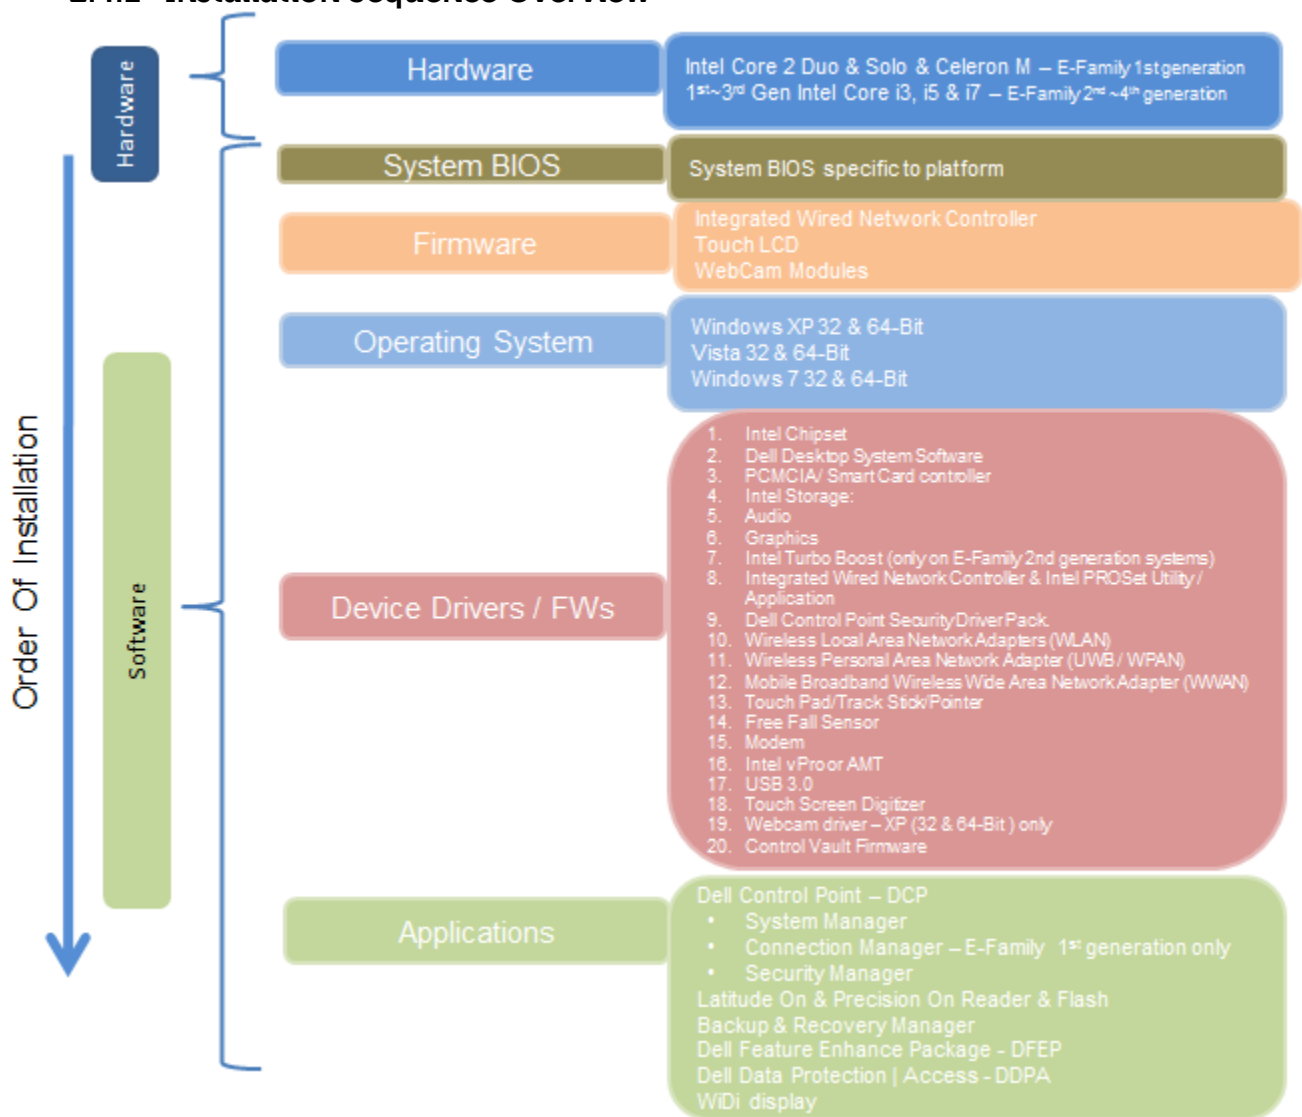 Installation Sequence Overview
Hardware
Hardware
Intel Core 2 Duo & Solo & Celeron M – E-Family 1st generation
1st~3rd Gen Intel Core i3, i5 & i7 – E-Family 2nd ~4th generation
System BIOS
System BIOS specific to platform
Firmware
Integrated Wired Network Controller
Touch LCD
WebCam Modules
Operating System
Windows XP 32 & 64-Bit
Vista 32 & 64-Bit
Windows 7 32 & 64-Bit
Order Of Installation
Software
Device Drivers / FWs
1. Intel Chipset
2. Dell Desktop System Software
3. PCMCIA/ Smart Card controller
4. Intel Storage:
5. Audio
6. Graphics
7. Intel Turbo Boost (only on E-Family 2nd generation systems)
8. Integrated Wired Network Controller & Intel PROSet Utility /
Application
9. Dell Control Point Security Driver Pack.
10. Wireless Local Area Network Adapters (WLAN)
11. Wireless Personal Area Network Adapter (UWB / WPAN)
12. Mobile Broadband Wireless Wide Area Network Adapter (WWAN)
13. Touch Pad/Track Stick/Pointer
14. Free Fall Sensor
15. Modem
16. Intel vPro or AMT
17. USB 3.0
18. Touch Screen Digitizer
19. Webcam driver – XP (32 & 64-Bit ) only
20. Control Vault Firmware
Applications
Dell Control Point – DCP
• System Manager
• Connection Manager – E-Family 1st generation only
• Security Manager
Latitude On & Precision On Reader & Flash
Backup & Recovery Manager
Dell Feature Enhance Package - DFEP
Dell Data Protection | Access - DDPA
WiDi display